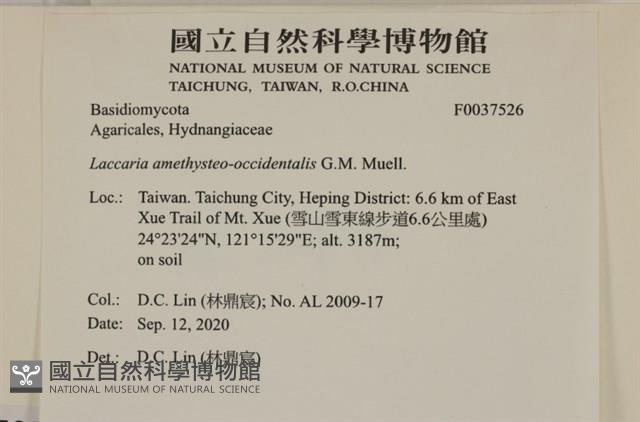 國立自然科學博物館
NATIONAL MUSEUM OF NATURAL SCIENCE
TAICHUNG, TAIWAN, R.O.CHINA
Basidiomycota F0037526
Agaricales, Hydnangiaceae
Laccaria amethysteo-occidentalis G.M. Muell.
Loc.: Taiwan. Taichung City, Heping District: 6.6 km of East
Xue Trail of Mt. Xue (雪山雪東線步道6.6公里處)
24°23'24"N, 121°15'29"E; alt. 3187m;
on soil
Col.: D.C. Lin (林鼎宸); No. AL 2009-17
Date: Sep. 12, 2020
Det.: D.C. Lin (林鼎宸)
國立自然科學博物館
NATIONAL MUSEUM OF NATURAL SCIENCE